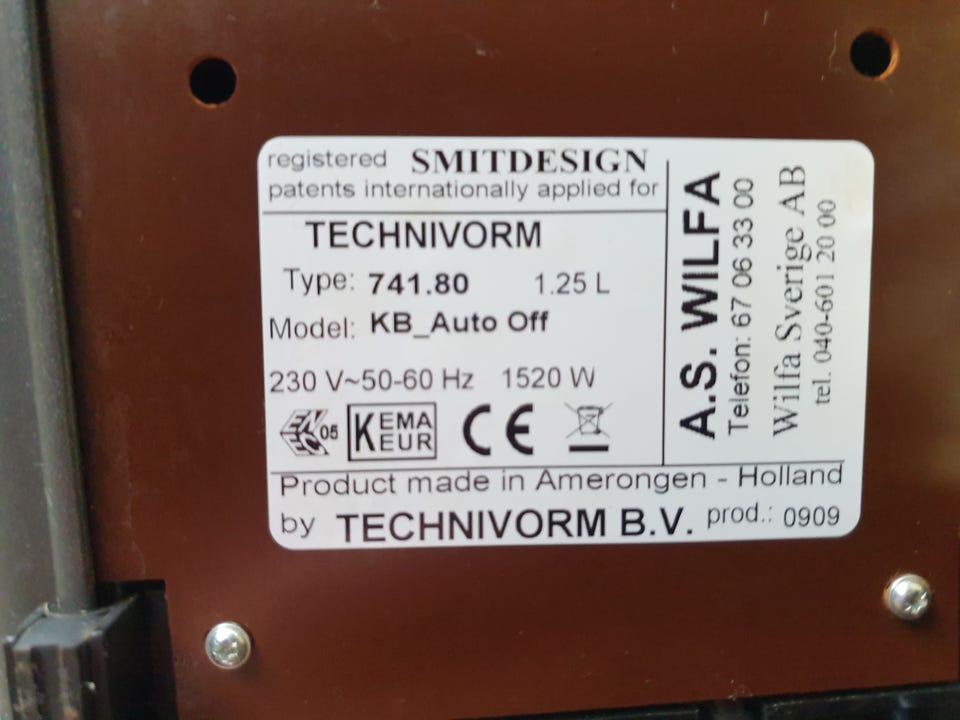 registered SMITDESIGN
patents internationally applied for
TECHNIVORM
Type: 741.80 1.25 L
Model: KB_Auto Off
230 V~50-60 Hz 1520 W
05
KEMA
KEUR
CE
A.S. WILFA
Telefon: 67 06 33 00
Wilfa Sverige AB
tel. 040-601 20 00
Product made in Amerongen - Holland
by TECHNIVORM B.V. prod.: 0909